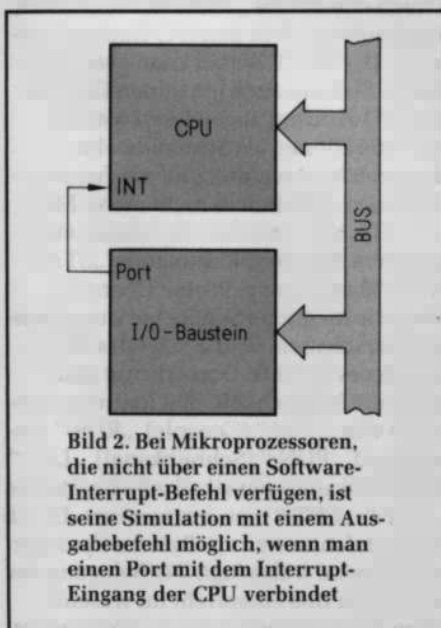 CPU
INT
BUS
Port
I/O-Baustein
Bild 2. Bei Mikroprozessoren,
die nicht über einen Software-
Interrupt-Befehl verfügen, ist
seine Simulation mit einem Aus-
gabebefehl möglich, wenn man
einen Port mit dem Interrupt-
Eingang der CPU verbindet